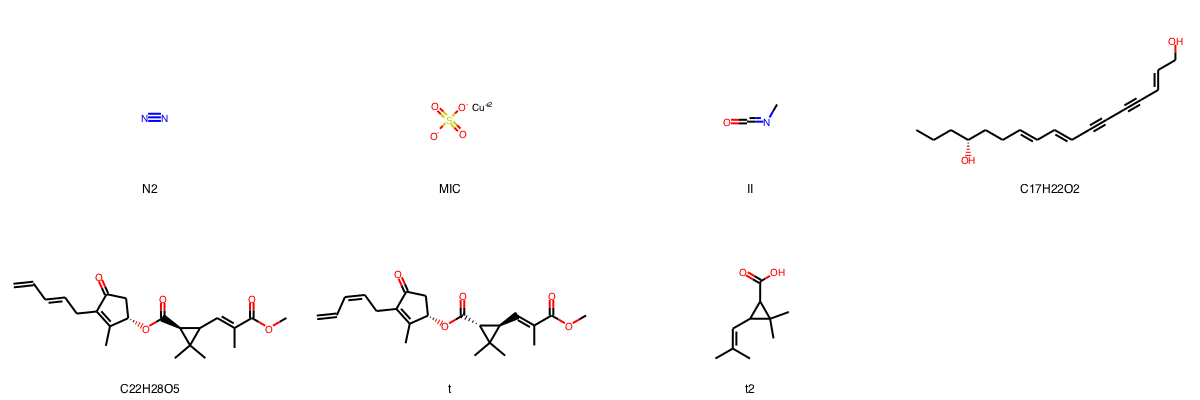 N≡N
O O⁻ Cu⁺²
S
O⁻ O
N2
MIC
O N
II
OH
OH
C17H22O2
O
O
O
O
O
O
C22H28O5
O
O
O
O
O
t
O OH
t2